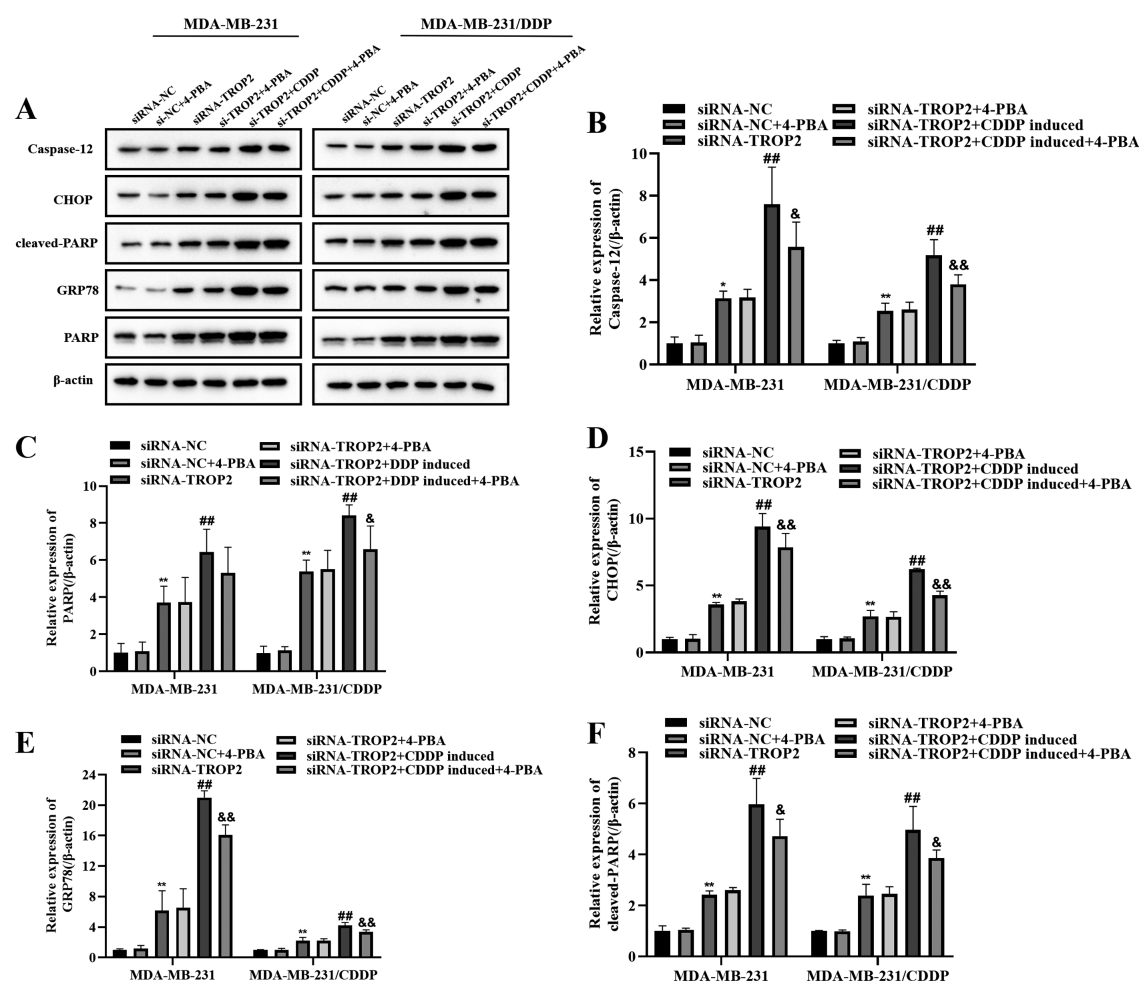 MDA-MB-231
MDA-MB-231/DDP
A
siRNA-NC
si-NC+4-PBA
siRNA-TROP2
si-TROP2+4-PBA
si-TROP2+CDDP
si-TROP2+CDDP+4-PBA
siRNA-NC
si-NC+4-PBA
siRNA-TROP2
si-TROP2+4-PBA
si-TROP2+CDDP
si-TROP2+CDDP+4-PBA
Caspase-12
CHOP
cleaved-PARP
GRP78
PARP
β-actin
B
siRNA-NC
siRNA-NC+4-PBA
siRNA-TROP2
siRNA-TROP2+4-PBA
siRNA-TROP2+CDDP induced
siRNA-TROP2+CDDP induced+4-PBA
Relative expression of
Caspase-12(/β-actin)
10
8
6
4
2
0
*
##
&
**
##
&&
MDA-MB-231
MDA-MB-231/CDDP
C
siRNA-NC
siRNA-NC+4-PBA
siRNA-TROP2
siRNA-TROP2+4-PBA
siRNA-TROP2+DDP induced
siRNA-TROP2+DDP induced+4-PBA
Relative expression of
PARP(/β-actin)
10
8
6
4
2
0
**
##
**
##
&
MDA-MB-231
MDA-MB-231/CDDP
D
siRNA-NC
siRNA-NC+4-PBA
siRNA-TROP2
siRNA-TROP2+4-PBA
siRNA-TROP2+CDDP induced
siRNA-TROP2+CDDP induced+4-PBA
Relative expression of
CHOP(/β-actin)
15
10
5
0
**
##
&&
**
##
&&
MDA-MB-231
MDA-MB-231/CDDP
E
siRNA-NC
siRNA-NC+4-PBA
siRNA-TROP2
siRNA-TROP2+4-PBA
siRNA-TROP2+CDDP induced
siRNA-TROP2+CDDP induced+4-PBA
Relative expression of
GRP78(/β-actin)
24
20
16
12
8
4
0
**
##
&&
**
##
&&
MDA-MB-231
MDA-MB-231/CDDP
F
siRNA-NC
siRNA-NC+4-PBA
siRNA-TROP2
siRNA-TROP2+4-PBA
siRNA-TROP2+CDDP induced
siRNA-TROP2+CDDP induced+4-PBA
Relative expression of
cleaved-PARP(/β-actin)
8
6
4
2
0
**
##
&
**
##
&
MDA-MB-231
MDA-MB-231/CDDP